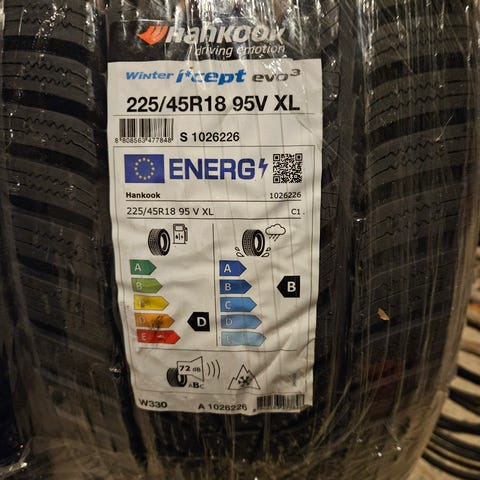 HANKOOK
driving emotion
Winter i*cept evo³
225/45R18 95V XL
8 808563 477848
S 1026226
ENERG
Hankook 1026226
225/45R18 95 V XL C1
A A
B B B
C C
D D D
E E
72 dB
ABC
W330 A 1026226